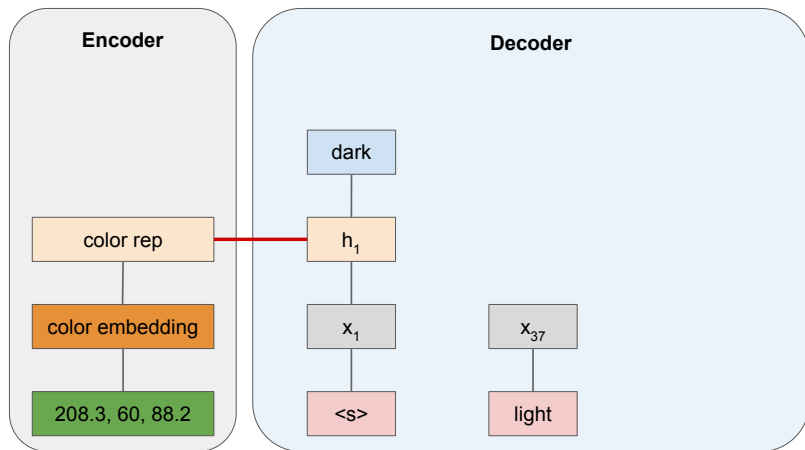 Encoder
Decoder
dark
color rep
h1
color embedding
x1
x37
208.3, 60, 88.2
<s>
light